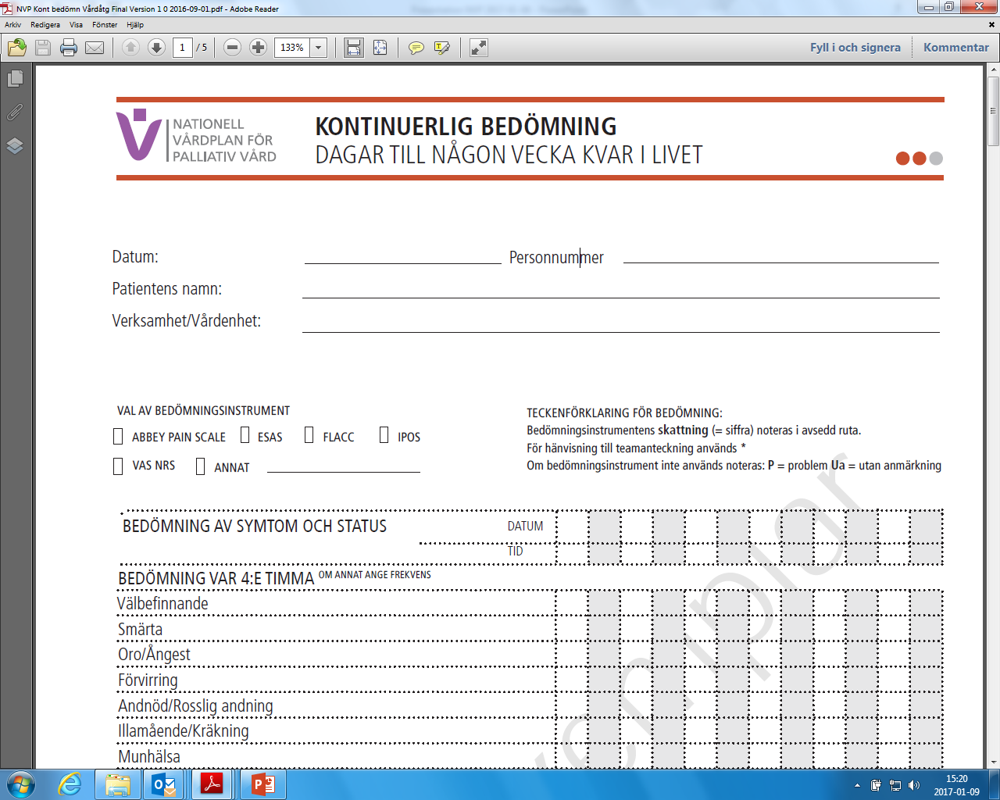 NVP Kont bedömn Vårdåtg Final Version 1 0 2016-09-01.pdf - Adobe Reader
Arkiv Redigera Visa Fönster Hjälp
1 / 5 133% Fyll i och signera Kommentar
NATIONELL
VÅRDPLAN FÖR
PALLIATIV VÅRD
KONTINUERLIG BEDÖMNING
DAGAR TILL NÅGON VECKA KVAR I LIVET
Datum: Personnummer
Patientens namn:
Verksamhet/Vårdenhet:
VAL AV BEDÖMNINGSINSTRUMENT
ABBEY PAIN SCALE ESAS FLACC IPOS
VAS NRS ANNAT
TECKENFÖRKLARING FÖR BEDÖMNING:
Bedömningsinstrumentens skattning (= siffra) noteras i avsedd ruta.
För hänvisning till teamanteckning används *
Om bedömningsinstrument inte används noteras: P = problem Ua = utan anmärkning
BEDÖMNING AV SYMTOM OCH STATUS DATUM
TID
BEDÖMNING VAR 4:E TIMMA OM ANNAT ANGE FREKVENS
Välbefinnande
Smärta
Oro/Ångest
Förvirring
Andnöd/Rosslig andning
Illamående/Kräkning
Munhälsa
15:20
2017-01-09